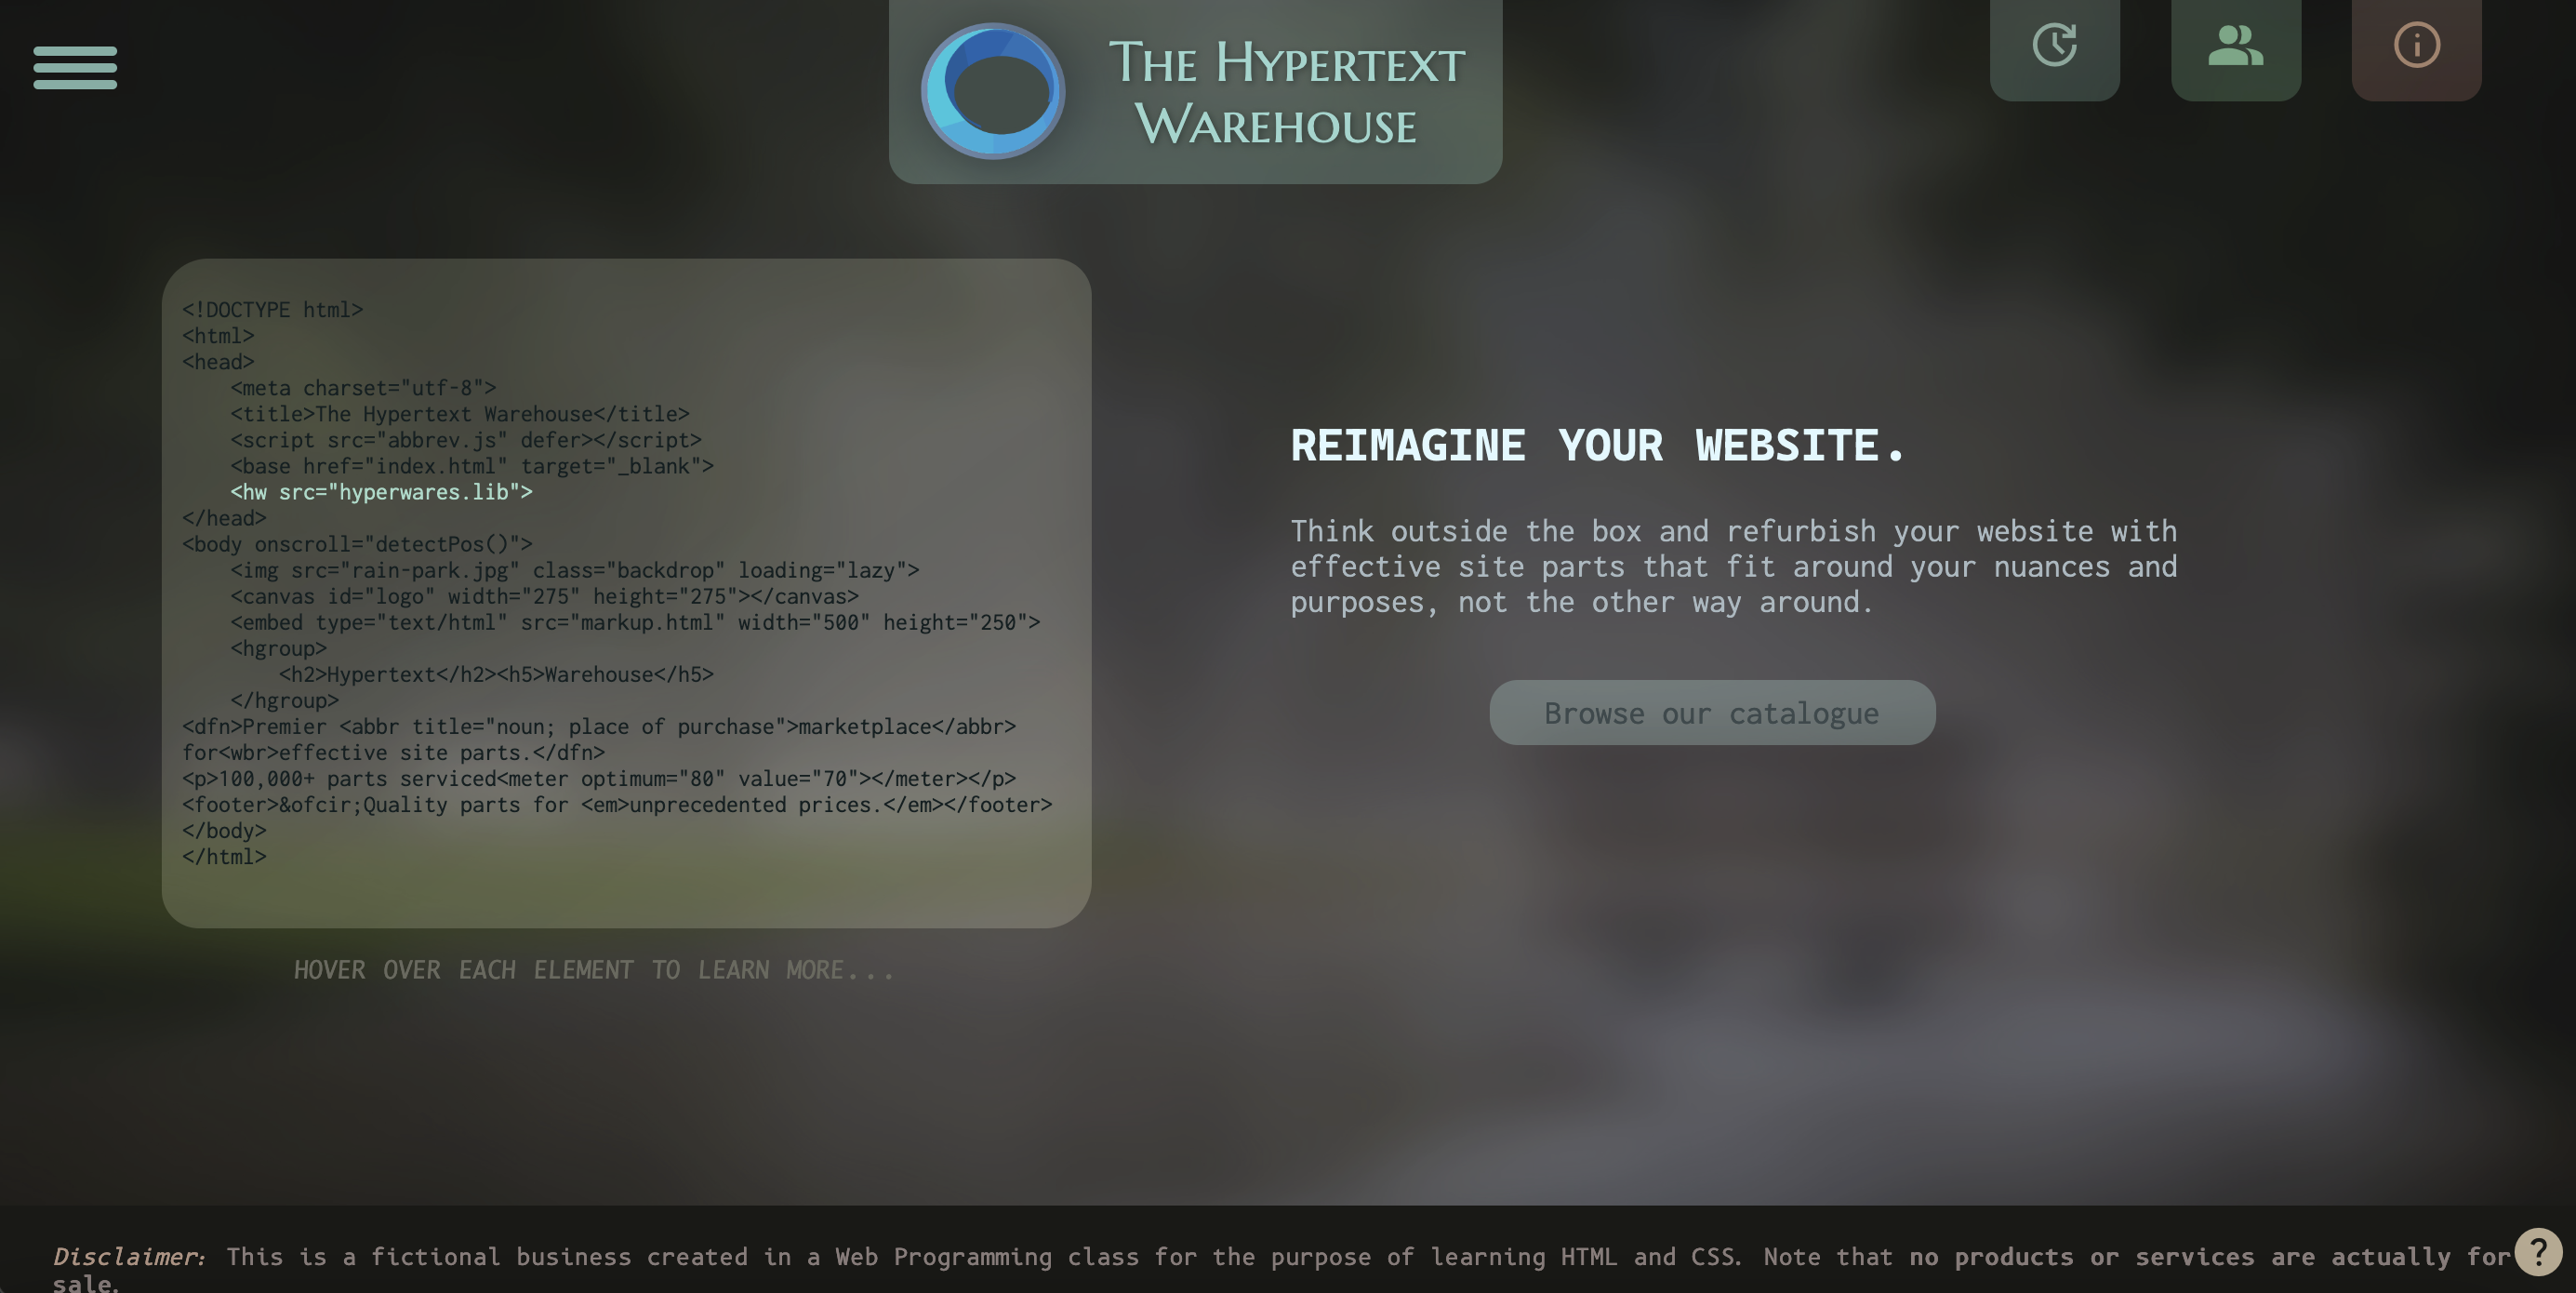 The Hypertext
Warehouse
<!DOCTYPE html>
<html>
<head>
    <meta charset="utf-8">
    <title>The Hypertext Warehouse</title>
    <script src="abbrev.js" defer></script>
    <base href="index.html" target="_blank">
    <hw src="hyperwares.lib">
</head>
<body onscroll="detectPos()">
    <img src="rain-park.jpg" class="backdrop" loading="lazy">
    <canvas id="logo" width="275" height="275"></canvas>
    <embed type="text/html" src="markup.html" width="500" height="250">
    <hgroup>
        <h2>Hypertext</h2><h5>Warehouse</h5>
    </hgroup>
<dfn>Premier <abbr title="noun; place of purchase">marketplace</abbr>
for<wbr>effective site parts.</dfn>
<p>100,000+ parts serviced<meter optimum="80" value="70"></meter></p>
<footer>&ofcir;Quality parts for <em>unprecedented prices.</em></footer>
</body>
</html>
HOVER OVER EACH ELEMENT TO LEARN MORE...
REIMAGINE YOUR WEBSITE.
Think outside the box and refurbish your website with
effective site parts that fit around your nuances and
purposes, not the other way around.
Browse our catalogue
Disclaimer: This is a fictional business created in a Web Programming class for the purpose of learning HTML and CSS. Note that no products or services are actually for
sale.
?